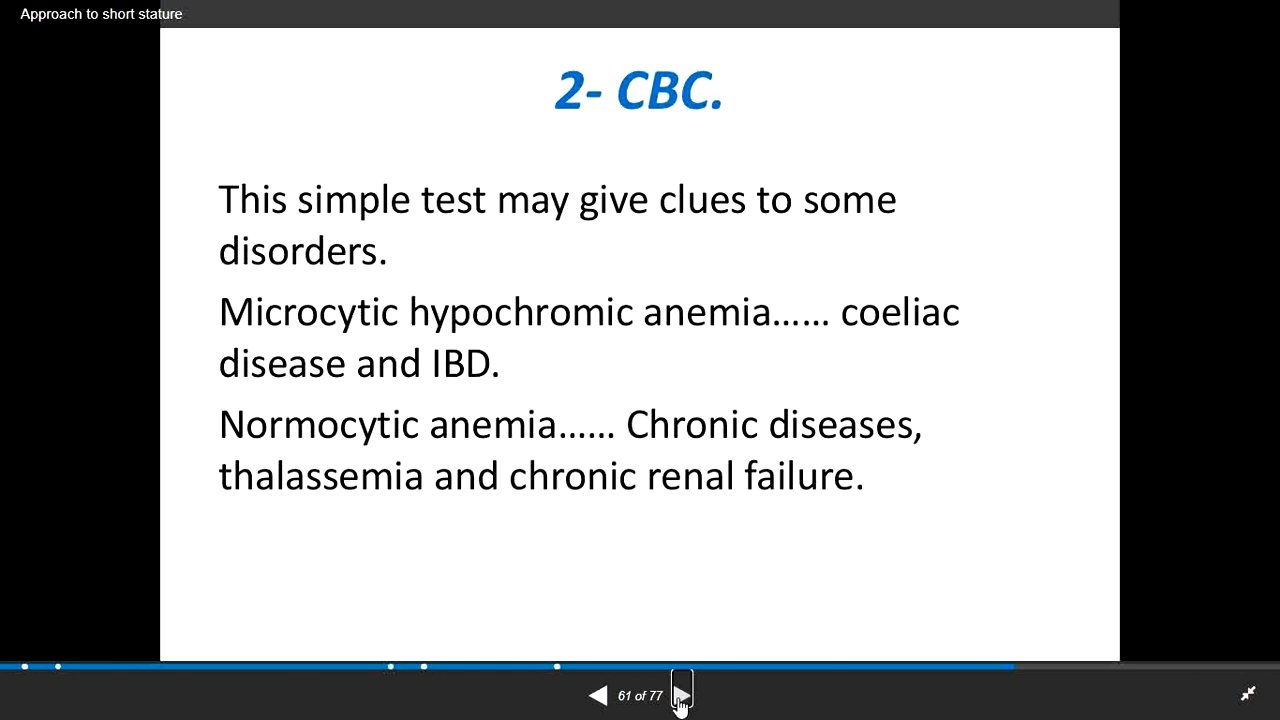 Approach to short stature
2- CBC.
This simple test may give clues to some
disorders.
Microcytic hypochromic anemia...... coeliac
disease and IBD.
Normocytic anemia...... Chronic diseases,
thalassemia and chronic renal failure.
61 of 77